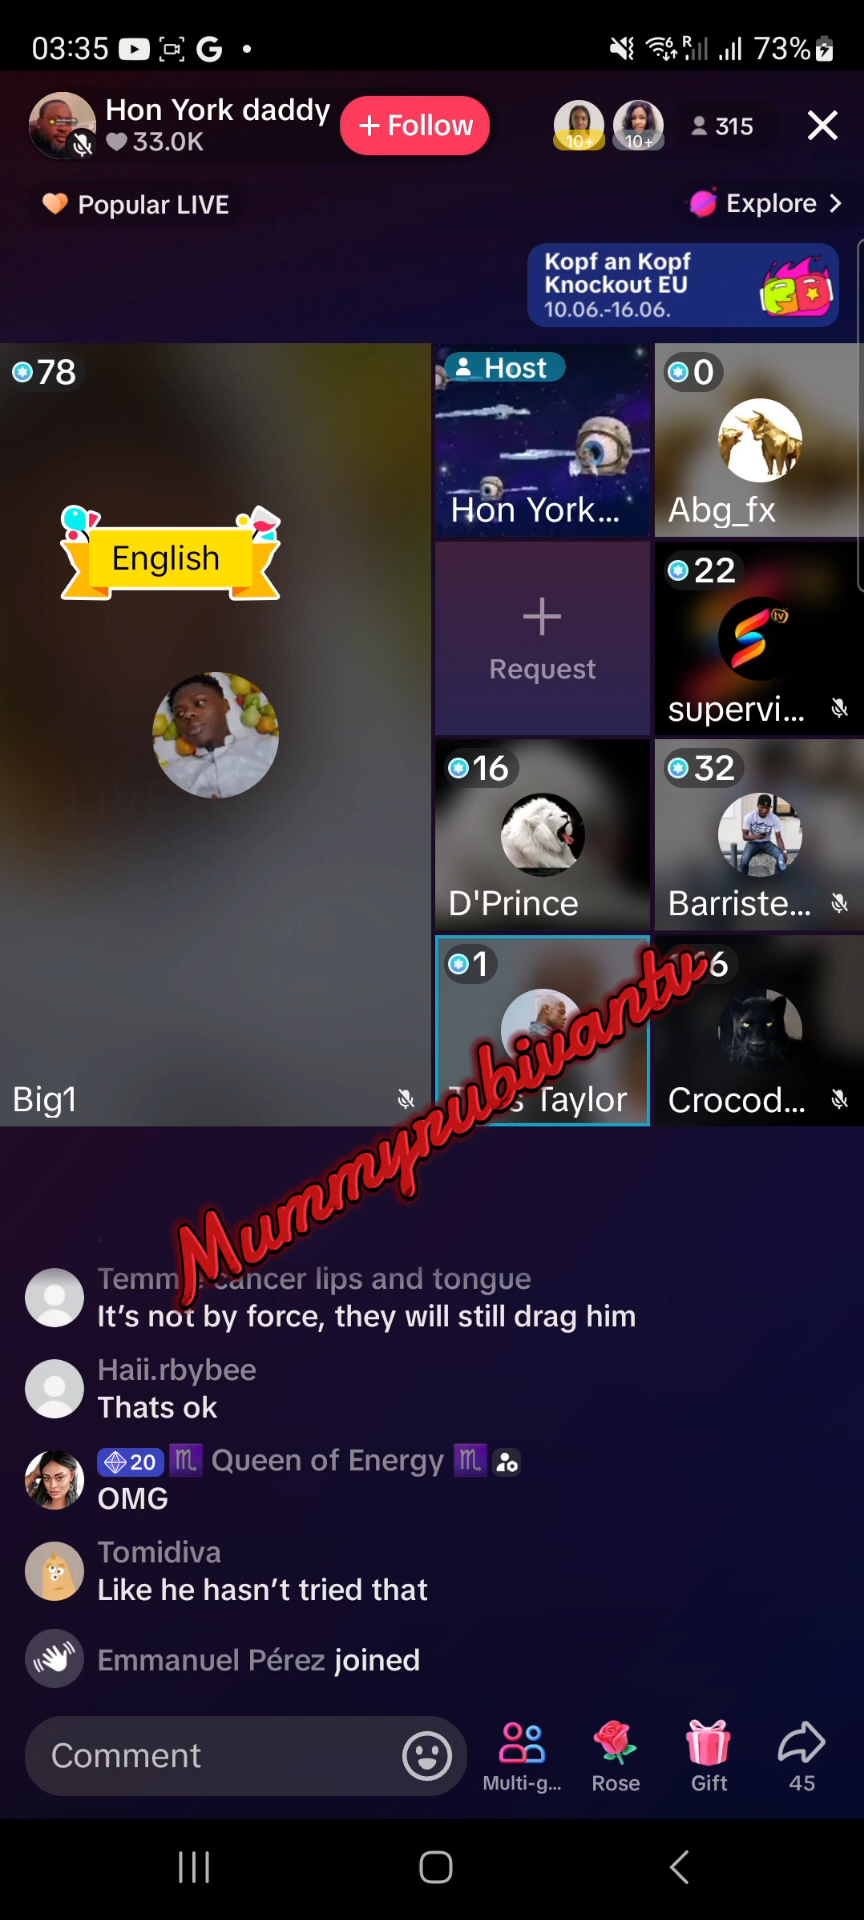 03:35
73%
Hon York daddy
33.0K
+ Follow
10+
10+
315
Popular LIVE
Explore >
Kopf an Kopf
Knockout EU
10.06.-16.06.
78
Host
Hon York...
0
Abg_fx
English
Request
22
supervi...
16
D'Prince
32
Barriste...
1
Taylor
Crocod...
Big1
Mummyrubivantv
cancer lips and tongue
It's not by force, they will still drag him
Haii.rbybee
Thats ok
20 ♏ Queen of Energy ♏
OMG
Tomidiva
Like he hasn't tried that
Emmanuel Pérez joined
Comment
Multi-g...
Rose
Gift
45